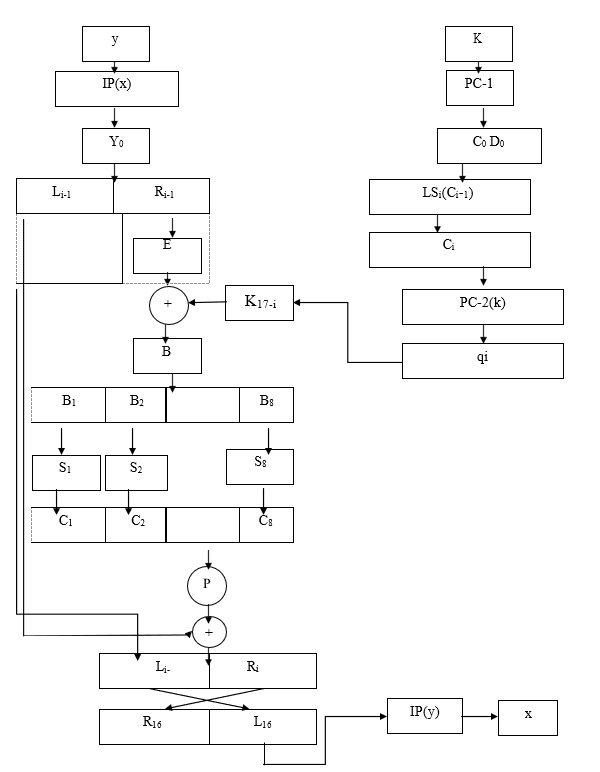 y
K
IP(x)
PC-1
Y₀
C₀ D₀
Lᵢ₋₁ Rᵢ₋₁
LSᵢ(Cᵢ₋₁)
E
Cᵢ
+ K₁₇₋ᵢ
PC-2(k)
B
qi
B₁ B₂ B₈
S₁ S₂ S₈
C₁ C₂ C₈
P
+
Lᵢ₋ Rᵢ
R₁₆ L₁₆
IP(y) x